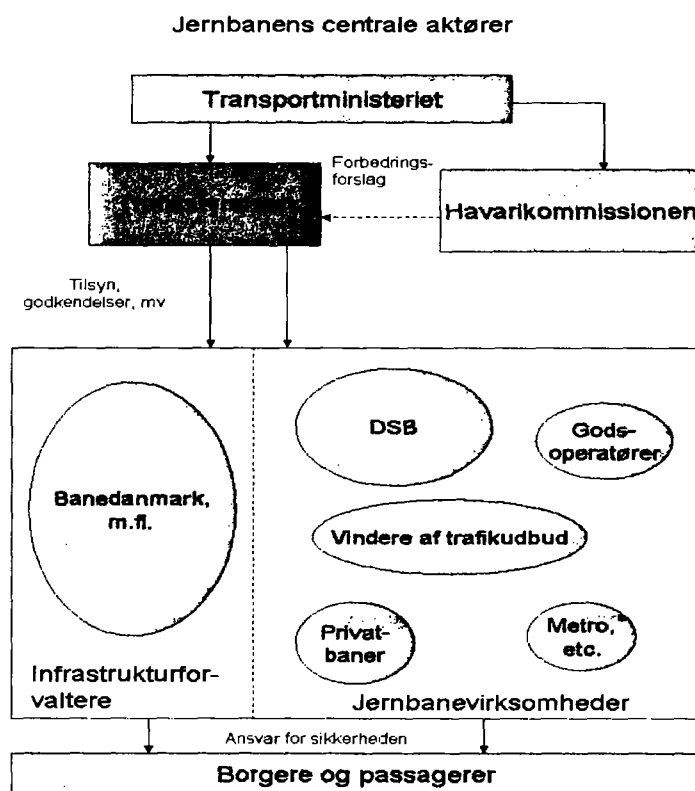 Jernbanens centrale aktører
Transportministeriet
Forbedrings-
forslag
Havarikommissionen
Tilsyn,
godkendelser, mv
DSB
Gods-
operatører
Banedanmark,
m.fl.
Vindere af trafikudbud
Privat-
baner
Metro,
etc.
Infrastrukturfor-
valtere
Jernbanevirksomheder
Ansvar for sikkerheden
Borgere og passagerer